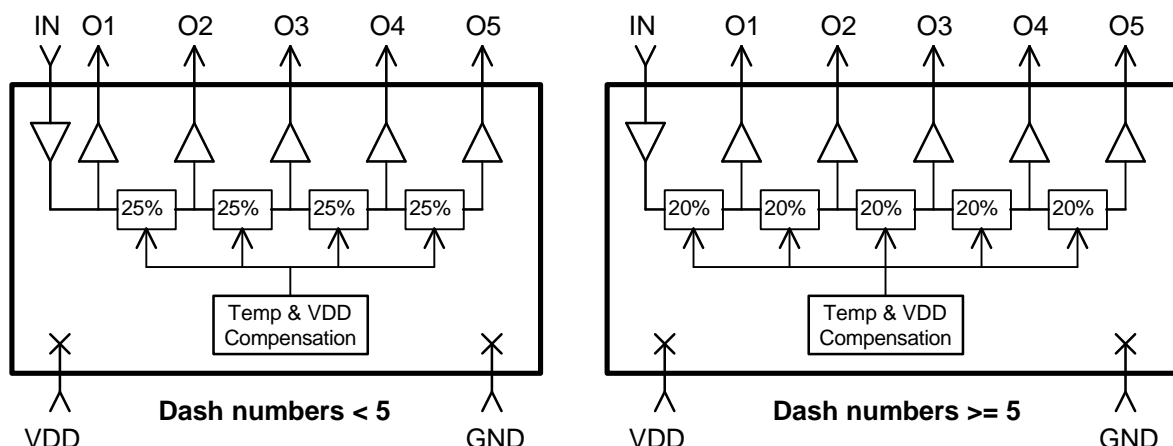 IN O1 O2 O3 O4 O5
25% 25% 25% 25%
Temp & VDD
Compensation
VDD
GND
Dash numbers < 5
IN O1 O2 O3 O4 O5
20% 20% 20% 20% 20%
Temp & VDD
Compensation
VDD
GND
Dash numbers >= 5